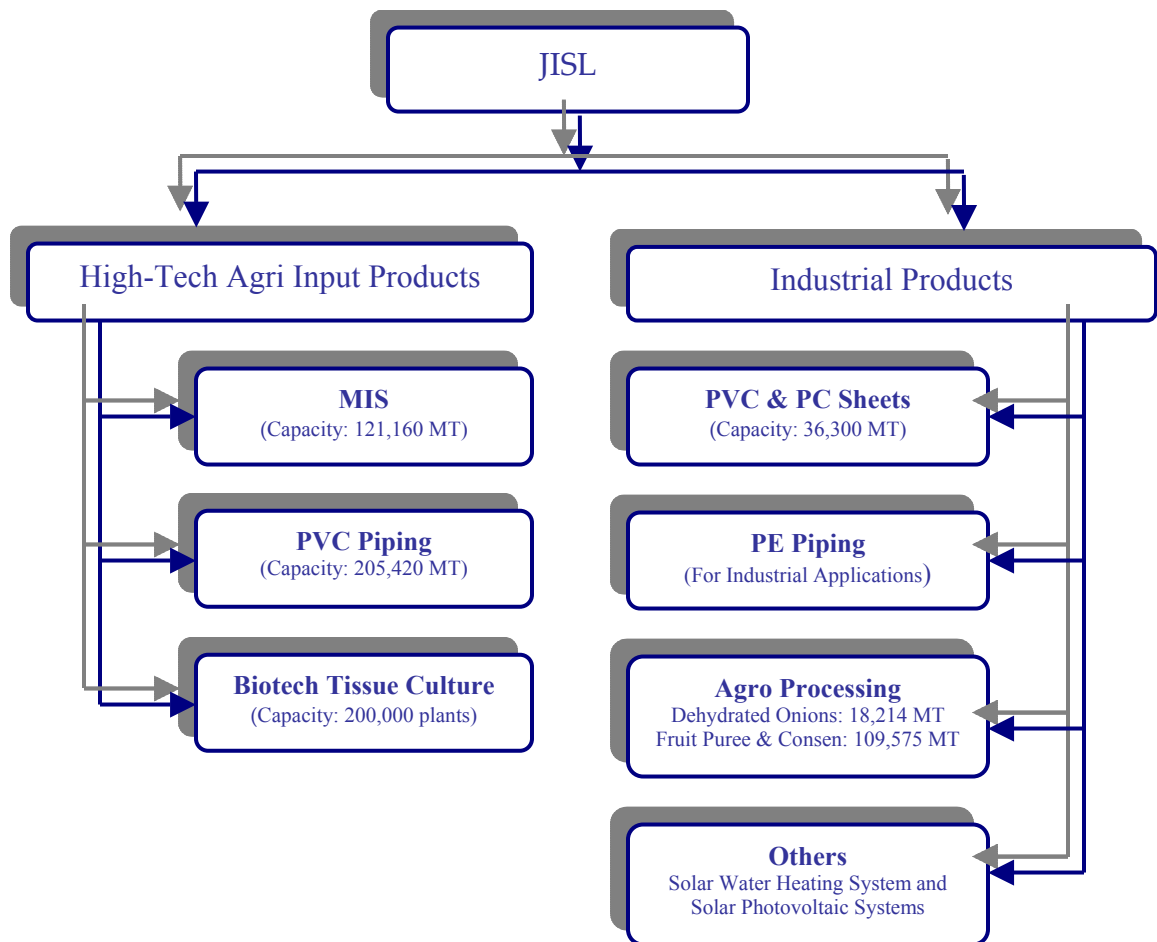 JISL
High-Tech Agri Input Products
MIS
(Capacity: 121,160 MT)
PVC Piping
(Capacity: 205,420 MT)
Biotech Tissue Culture
(Capacity: 200,000 plants)
Industrial Products
PVC & PC Sheets
(Capacity: 36,300 MT)
PE Piping
(For Industrial Applications)
Agro Processing
Dehydrated Onions: 18,214 MT
Fruit Puree & Consen: 109,575 MT
Others
Solar Water Heating System and
Solar Photovoltaic Systems